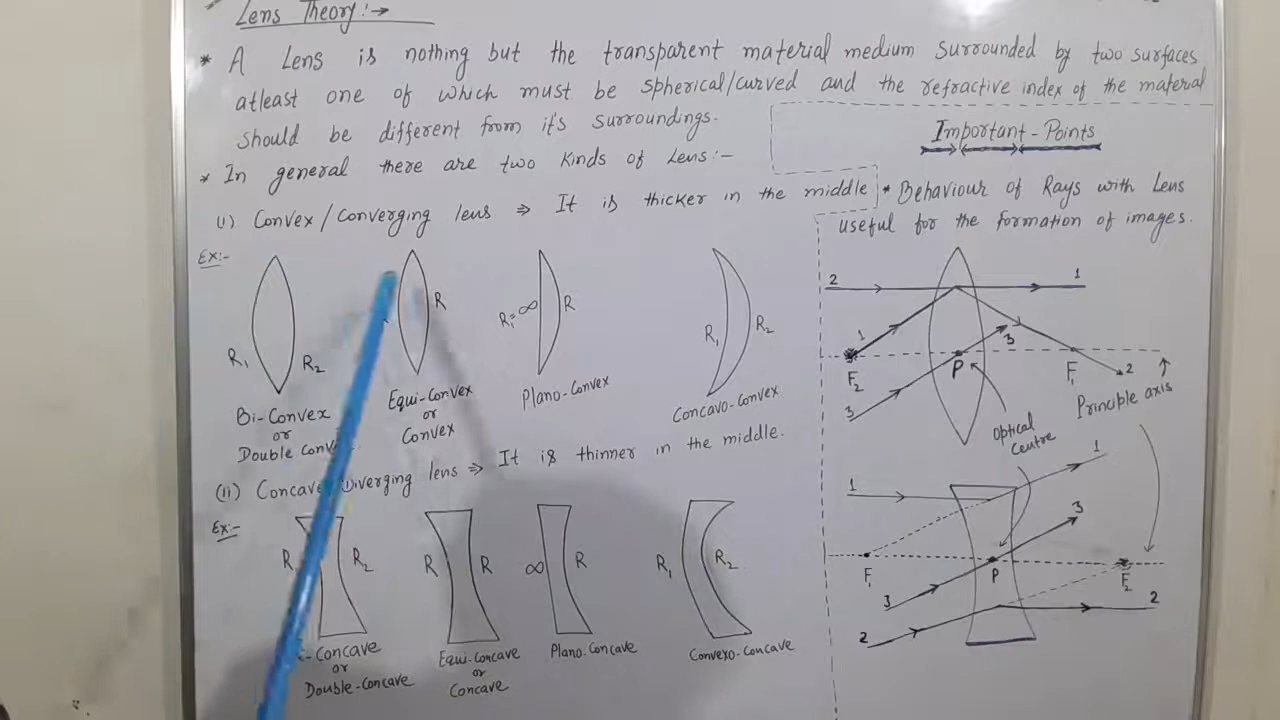 Lens Theory:→
* A Lens is nothing but the transparent material medium surrounded by two surfaces
atleast one of which must be spherical/curved and the refractive index of the material
should be different from it's surroundings.
* In general there are two kinds of Lens:-
(i) Convex/Converging lens ⇒ It is thicker in the middle
Ex:-
R₁ R₂
Bi-Convex
or
Double
R
Equi-Convex
or
Convex
R₁=∞ R
Plano-Convex
R₁ R₂
Concavo-Convex
(ii) Concave Diverging lens ⇒ It is thinner in the middle.
Ex:-
R R₂
-Concave
or
Double-Concave
R R
Equi-Concave
or
Concave
∞ R
Plano-Concave
R₁ R₂
Convexo-Concave
Important-Points
* Behaviour of Rays with Lens
useful for the formation of images.
2 1
1 3
F₂ P F₁ 2
3
Principle axis
Optical
centre
1 1
3
F₁ P F₂
3 2
2